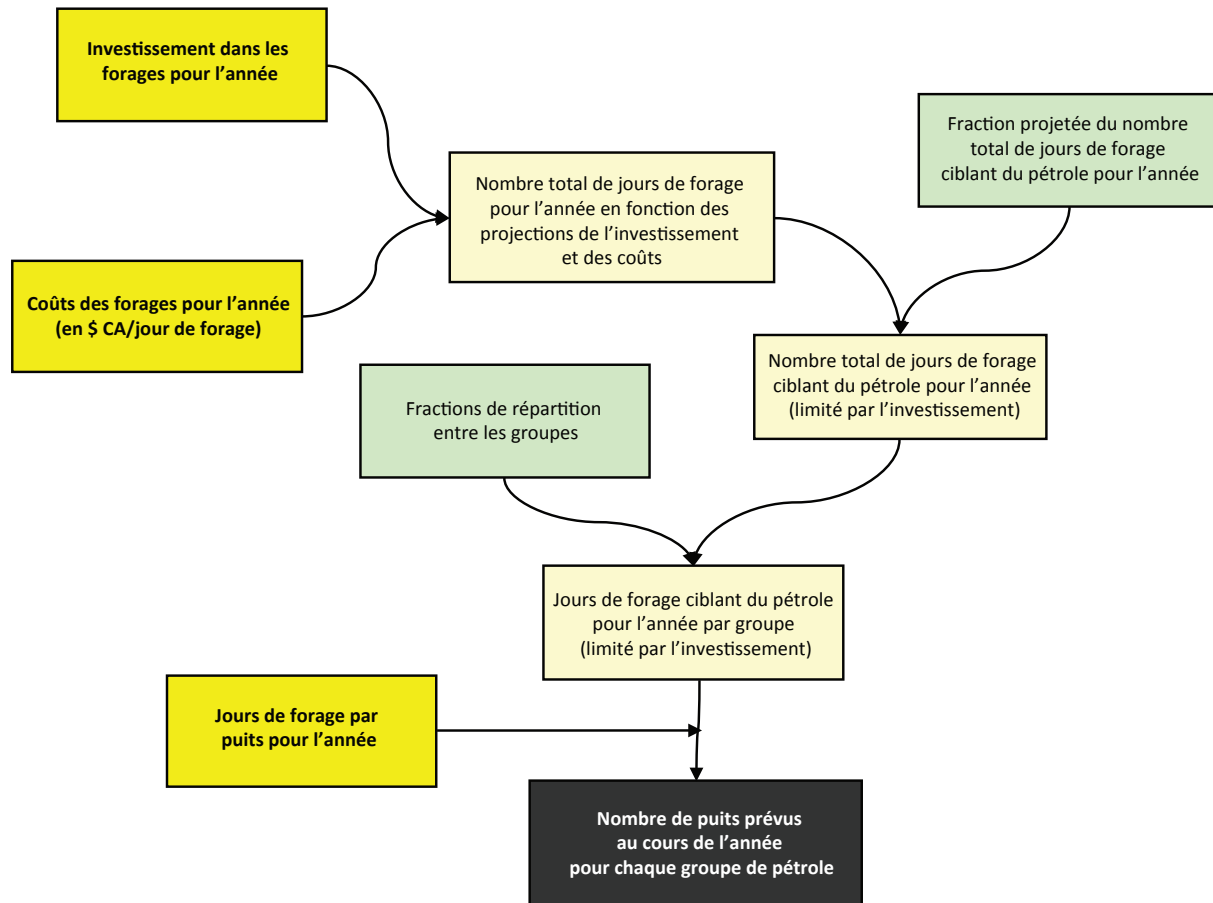 Investissement dans les
forages pour l’année
Fraction projetée du nombre
total de jours de forage
ciblant du pétrole pour l’année
Nombre total de jours de forage
pour l’année en fonction des
projections de l’investissement
et des coûts
Coûts des forages pour l’année
(en $ CA/jour de forage)
Nombre total de jours de forage
ciblant du pétrole pour l’année
(limité par l’investissement)
Fractions de répartition
entre les groupes
Jours de forage ciblant du pétrole
pour l’année par groupe
(limité par l’investissement)
Jours de forage par
puits pour l’année
Nombre de puits prévus
au cours de l’année
pour chaque groupe de pétrole